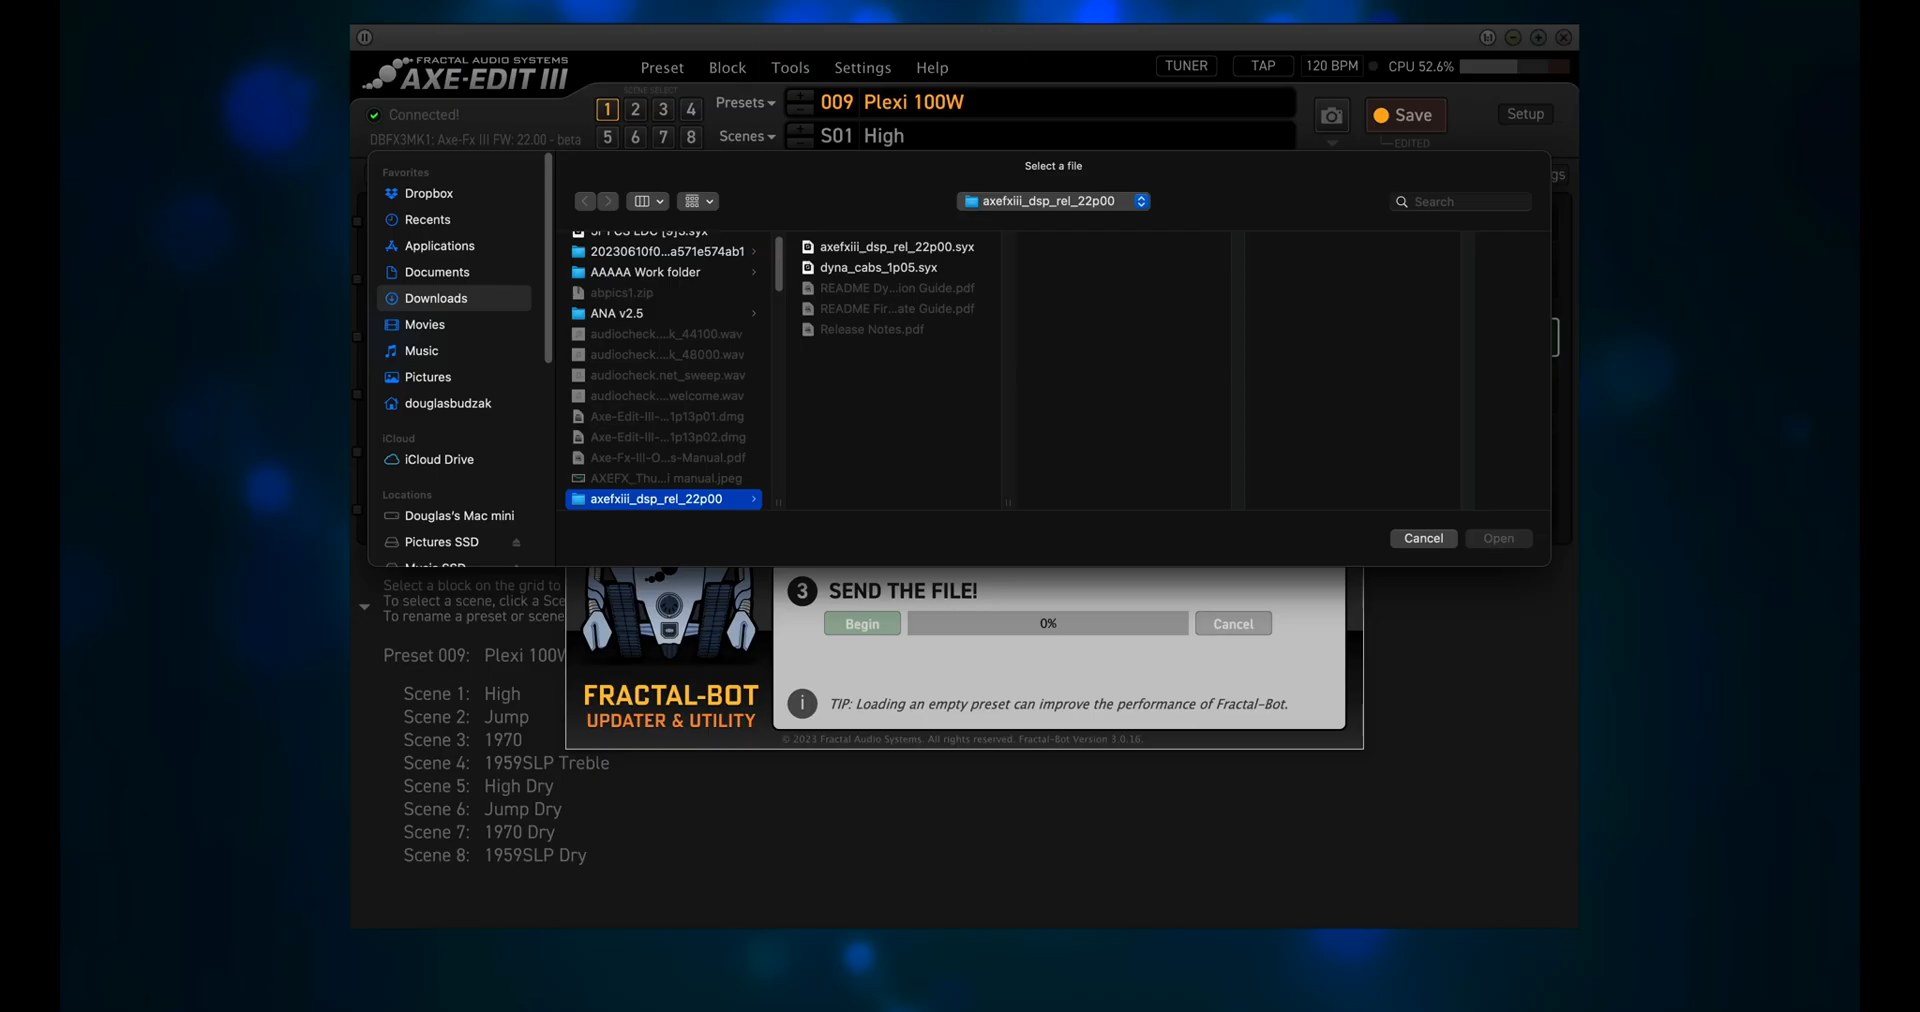 FRACTAL AUDIO SYSTEMS
AXE-EDIT III
Preset Block Tools Settings Help
TUNER TAP 120 BPM CPU 52.6%
SCENE SELECT
1 2 3 4
5 6 7 8
Presets 009 Plexi 100W
Scenes S01 High
Save
EDITED
Setup
Connected!
DBFX3MK1: Axe-Fx III FW: 22.00 - beta
Select a file
axefxiii_dsp_rel_22p00
Search
Favorites
Dropbox
Recents
Applications
Documents
Downloads
Movies
Music
Pictures
douglasbudzak
iCloud
iCloud Drive
Locations
Douglas's Mac mini
Pictures SSD
Music SSD
20230610f0...a571e574ab1
AAAAA Work folder
abpics1.zip
ANA v2.5
audiocheck....k_44100.wav
audiocheck....k_48000.wav
audiocheck.net_sweep.wav
audiocheck....welcome.wav
Axe-Edit-III-...1p13p01.dmg
Axe-Edit-III-...1p13p02.dmg
Axe-Fx-III-O...s-Manual.pdf
AXEFX_Thu...i manual.jpeg
axefxiii_dsp_rel_22p00
axefxiii_dsp_rel_22p00.syx
dyna_cabs_1p05.syx
README Dy...ion Guide.pdf
README Fir...ate Guide.pdf
Release Notes.pdf
Cancel Open
Select a block on the grid to
To select a scene, click a Sce
To rename a preset or scene
Preset 009: Plexi 100W
Scene 1: High
Scene 2: Jump
Scene 3: 1970
Scene 4: 1959SLP Treble
Scene 5: High Dry
Scene 6: Jump Dry
Scene 7: 1970 Dry
Scene 8: 1959SLP Dry
3 SEND THE FILE!
Begin 0% Cancel
FRACTAL-BOT
UPDATER & UTILITY
i TIP: Loading an empty preset can improve the performance of Fractal-Bot.
© 2023 Fractal Audio Systems. All rights reserved. Fractal-Bot Version 3.0.16.